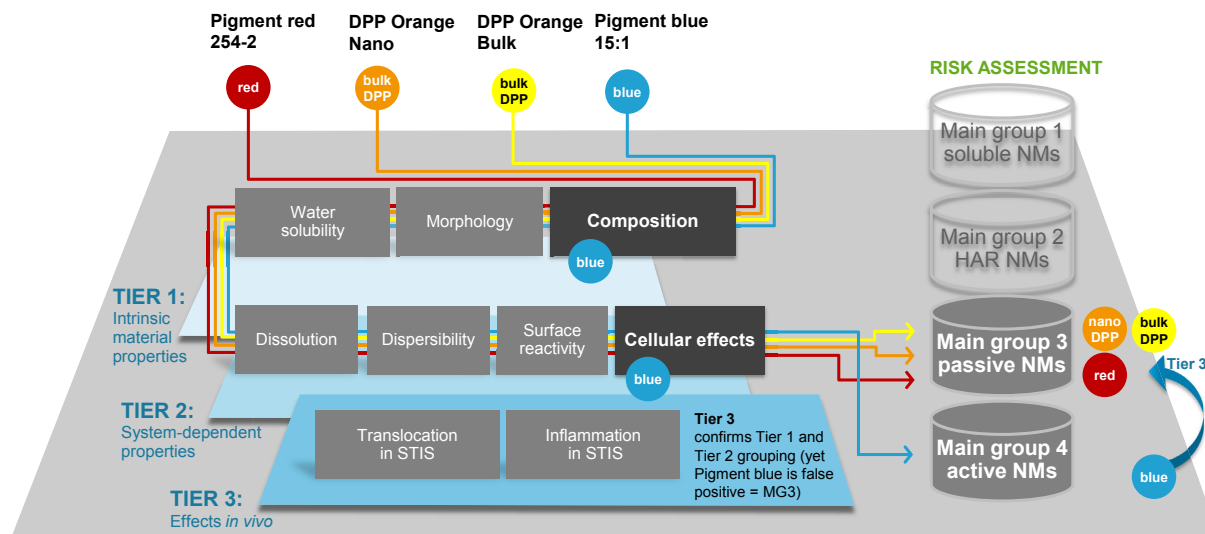 Pigment red
254-2
DPP Orange
Nano
DPP Orange
Bulk
Pigment blue
15:1
red
bulk
DPP
bulk
DPP
blue
RISK ASSESSMENT
Main group 1
soluble NMs
Water
solubility
Morphology
Composition
blue
Main group 2
HAR NMs
TIER 1:
Intrinsic
material
properties
Dissolution
Dispersibility
Surface
reactivity
Cellular effects
blue
Main group 3
passive NMs
nano
DPP
bulk
DPP
red
Tier 3
TIER 2:
System-dependent
properties
Translocation
in STIS
Inflammation
in STIS
Tier 3
confirms Tier 1 and
Tier 2 grouping (yet
Pigment blue is false
positive = MG3)
Main group 4
active NMs
blue
TIER 3:
Effects in vivo